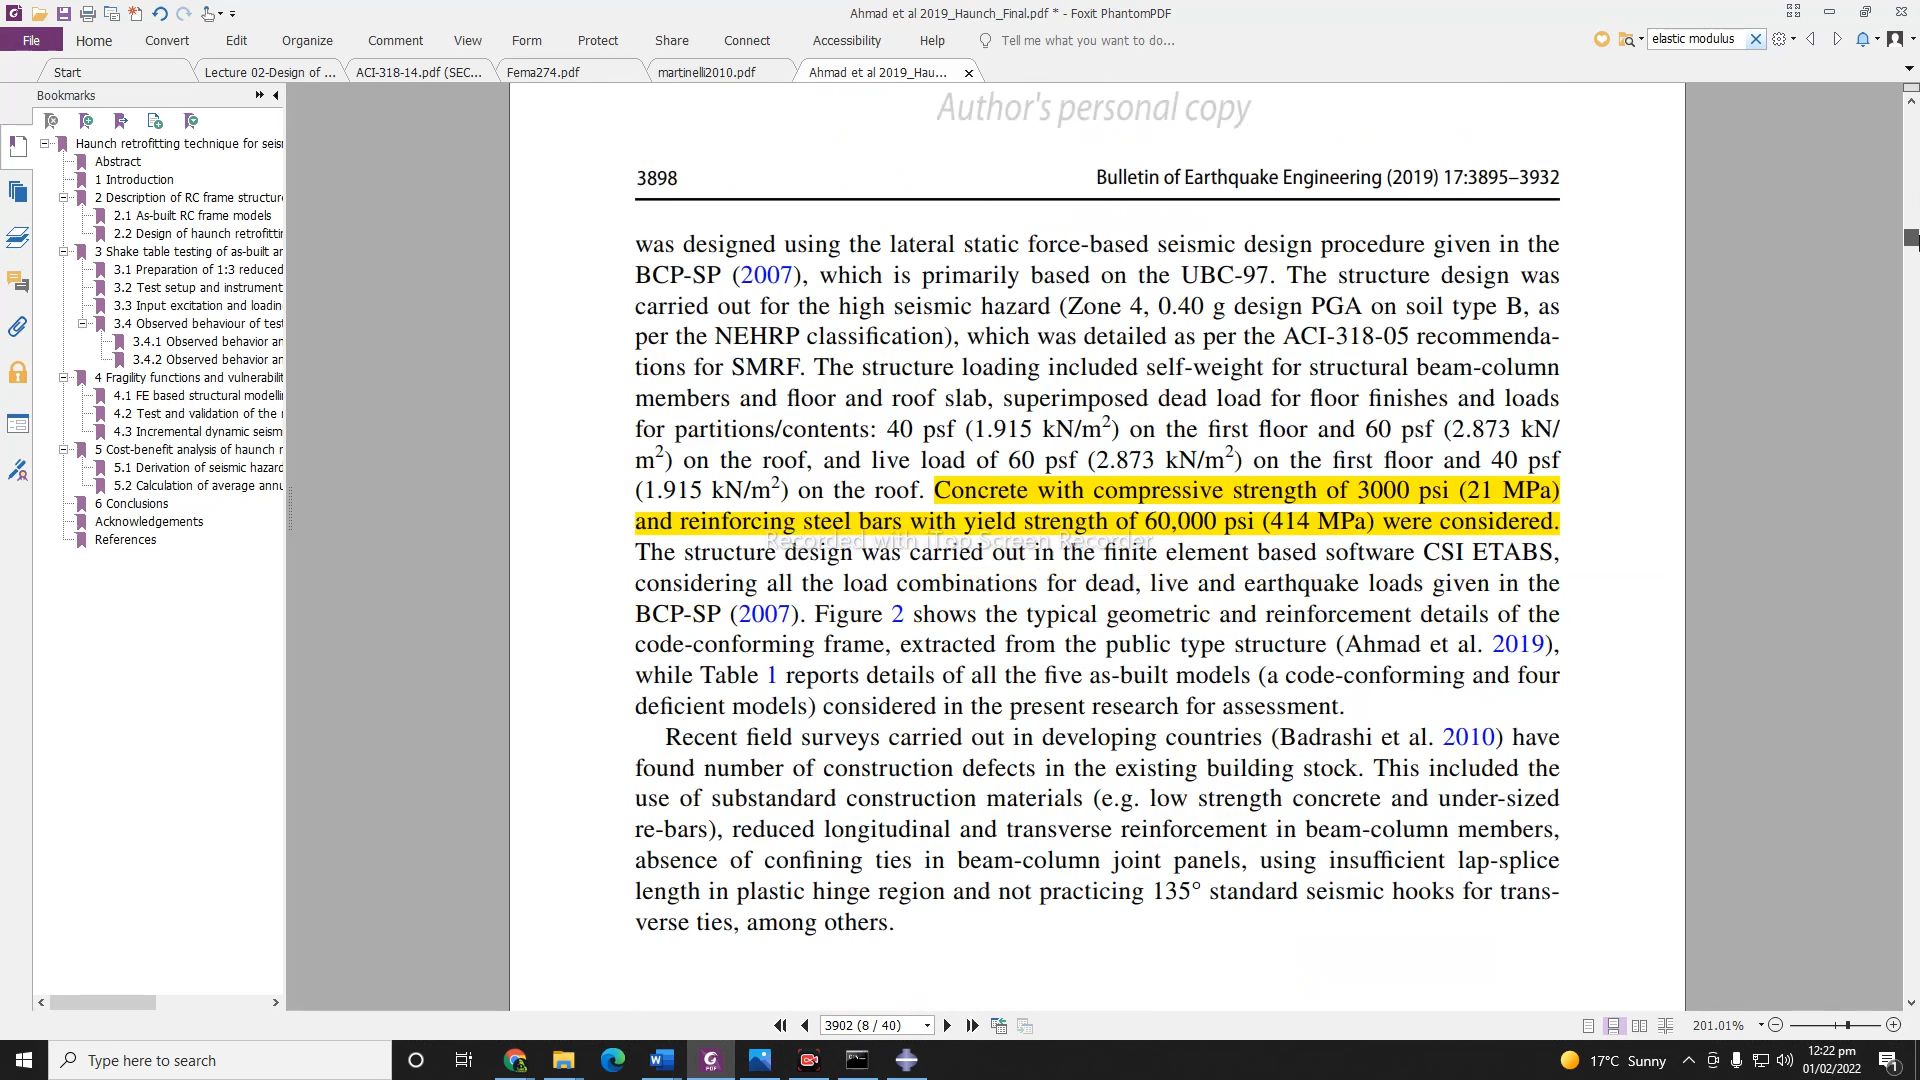 Ahmad et al 2019_Haunch_Final.pdf * - Foxit PhantomPDF
File Home Convert Edit Organize Comment View Form Protect Share Connect Accessibility Help Tell me what you want to do... elastic modulus
Start Lecture 02-Design of ... ACI-318-14.pdf (SEC... Fema274.pdf martinelli2010.pdf Ahmad et al 2019_Hau...
Bookmarks
Haunch retrofitting technique for seis
Abstract
1 Introduction
2 Description of RC frame structure
2.1 As-built RC frame models
2.2 Design of haunch retrofittin
3 Shake table testing of as-built ar
3.1 Preparation of 1:3 reduced
3.2 Test setup and instrument
3.3 Input excitation and loadin
3.4 Observed behaviour of test
3.4.1 Observed behavior an
3.4.2 Observed behavior an
4 Fragility functions and vulnerabilit
4.1 FE based structural modelli
4.2 Test and validation of the
4.3 Incremental dynamic seism
5 Cost-benefit analysis of haunch r
5.1 Derivation of seismic hazard
5.2 Calculation of average annu
6 Conclusions
Acknowledgements
References
Author's personal copy
3898 Bulletin of Earthquake Engineering (2019) 17:3895–3932
was designed using the lateral static force-based seismic design procedure given in the
BCP-SP (2007), which is primarily based on the UBC-97. The structure design was
carried out for the high seismic hazard (Zone 4, 0.40 g design PGA on soil type B, as
per the NEHRP classification), which was detailed as per the ACI-318-05 recommenda-
tions for SMRF. The structure loading included self-weight for structural beam-column
members and floor and roof slab, superimposed dead load for floor finishes and loads
for partitions/contents: 40 psf (1.915 kN/m²) on the first floor and 60 psf (2.873 kN/
m²) on the roof, and live load of 60 psf (2.873 kN/m²) on the first floor and 40 psf
(1.915 kN/m²) on the roof. Concrete with compressive strength of 3000 psi (21 MPa)
and reinforcing steel bars with yield strength of 60,000 psi (414 MPa) were considered.
Recorded with iTop Screen Recorder
The structure design was carried out in the finite element based software CSI ETABS,
considering all the load combinations for dead, live and earthquake loads given in the
BCP-SP (2007). Figure 2 shows the typical geometric and reinforcement details of the
code-conforming frame, extracted from the public type structure (Ahmad et al. 2019),
while Table 1 reports details of all the five as-built models (a code-conforming and four
deficient models) considered in the present research for assessment.
Recent field surveys carried out in developing countries (Badrashi et al. 2010) have
found number of construction defects in the existing building stock. This included the
use of substandard construction materials (e.g. low strength concrete and under-sized
re-bars), reduced longitudinal and transverse reinforcement in beam-column members,
absence of confining ties in beam-column joint panels, using insufficient lap-splice
length in plastic hinge region and not practicing 135° standard seismic hooks for trans-
verse ties, among others.
3902 (8 / 40) 201.01%
Type here to search 17°C Sunny 12:22 pm
01/02/2022